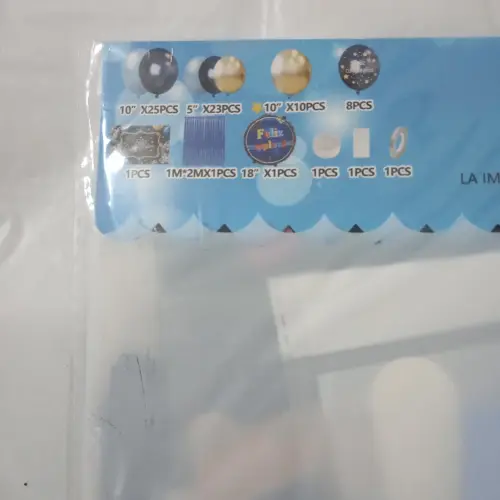 10" X25PCS 5" X23PCS 10" X10PCS 8PCS
Feliz
1PCS 1M*2MX1PCS 18" X1PCS 1PCS 1PCS 1PCS
LA IM